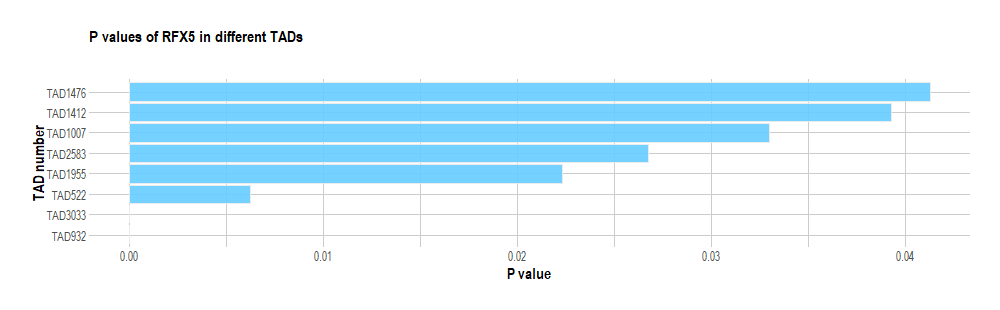 P values of RFX5 in different TADs
TAD number
TAD1476
TAD1412
TAD1007
TAD2583
TAD1955
TAD522
TAD3033
TAD932
0.00 0.01 0.02 0.03 0.04
P value